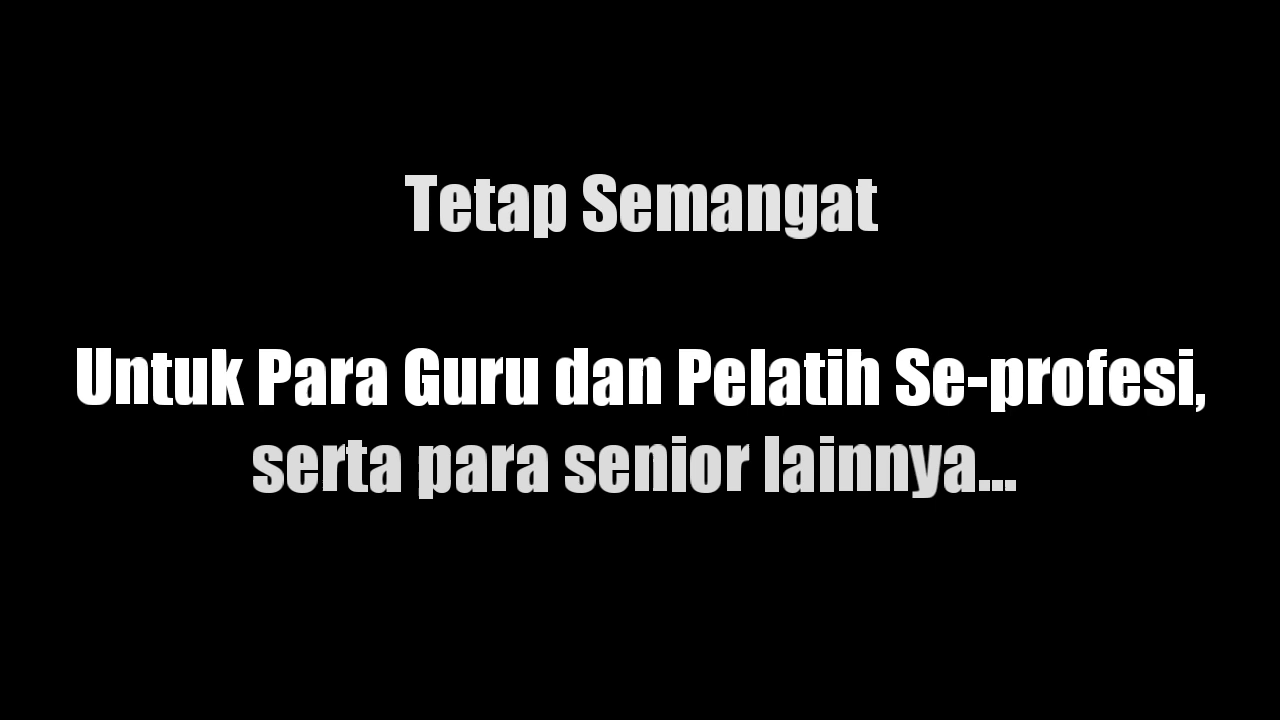 Tetap Semangat
Untuk Para Guru dan Pelatih Se-profesi,
serta para senior lainnya...